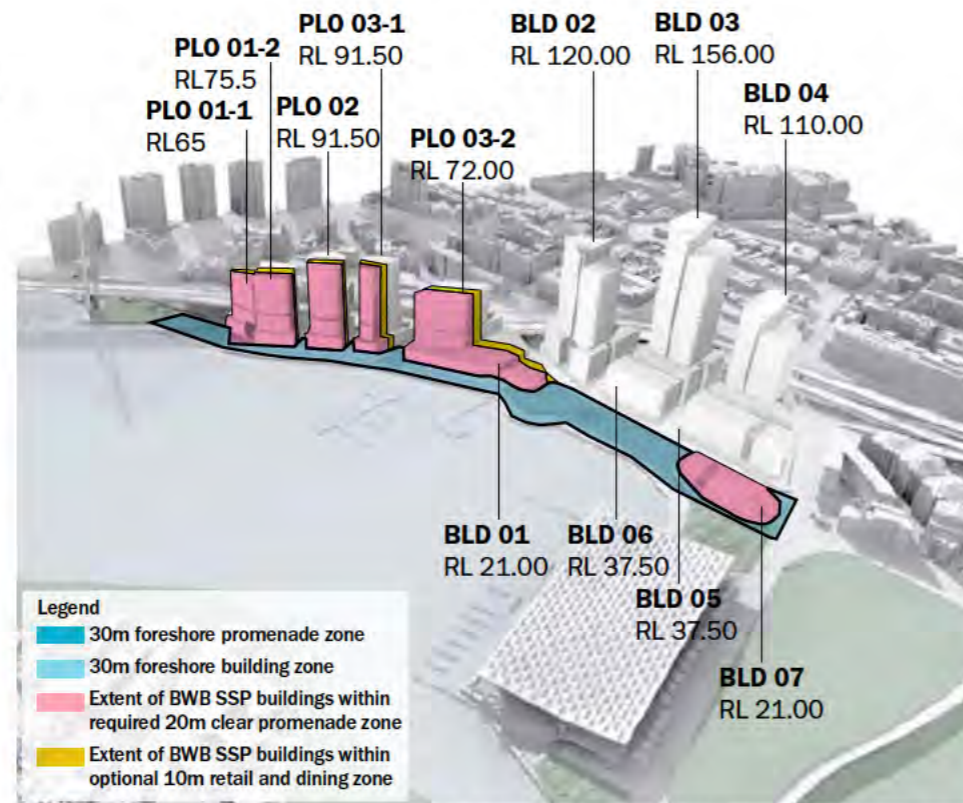 PLO 03-1
RL 91.50
BLD 02
RL 120.00
BLD 03
RL 156.00
PLO 01-2
RL75.5
BLD 04
RL 110.00
PLO 01-1
RL65
PLO 02
RL 91.50
PLO 03-2
RL 72.00
BLD 01
RL 21.00
BLD 06
RL 37.50
BLD 05
RL 37.50
BLD 07
RL 21.00
Legend
30m foreshore promenade zone
30m foreshore building zone
Extent of BWB SSP buildings within
required 20m clear promenade zone
Extent of BWB SSP buildings within
optional 10m retail and dining zone